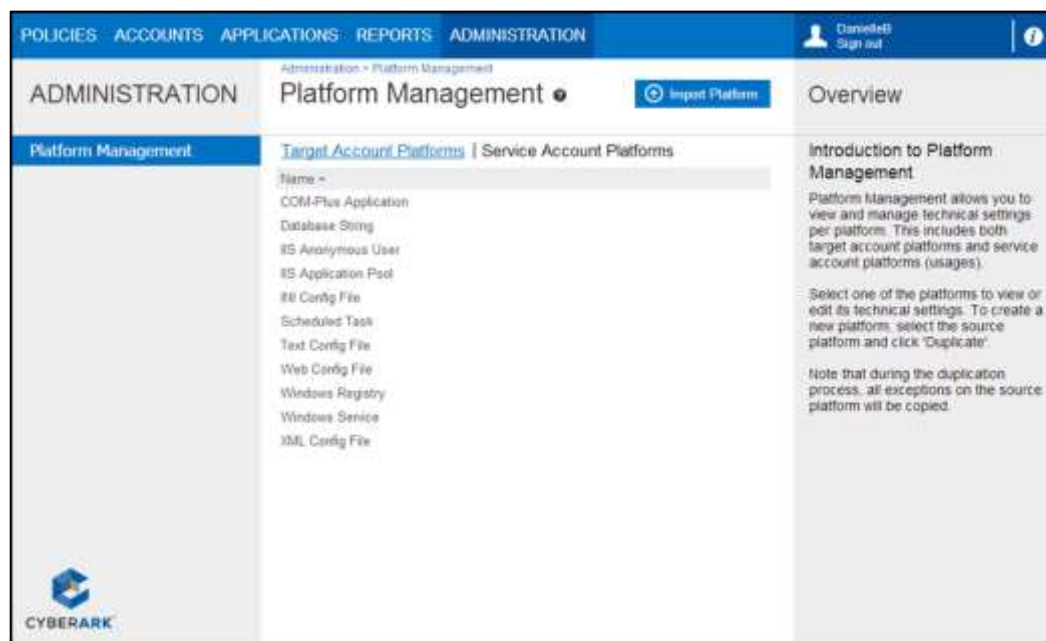 POLICIES ACCOUNTS APPLICATIONS REPORTS ADMINISTRATION
DanielleB
Sign out
ADMINISTRATION
Administration > Platform Management
Platform Management
Import Platform
Overview
Platform Management
Target Account Platforms | Service Account Platforms
Name
COM-Plus Application
Database String
IIS Anonymous User
IIS Application Pool
INI Config File
Scheduled Task
Text Config File
Web Config File
Windows Registry
Windows Service
XML Config File
Introduction to Platform
Management
Platform Management allows you to
view and manage technical settings
per platform. This includes both
target account platforms and service
account platforms (usages).
Select one of the platforms to view or
edit its technical settings. To create a
new platform, select the source
platform and click 'Duplicate'.
Note that during the duplication
process, all exceptions on the source
platform will be copied.
CYBERARK